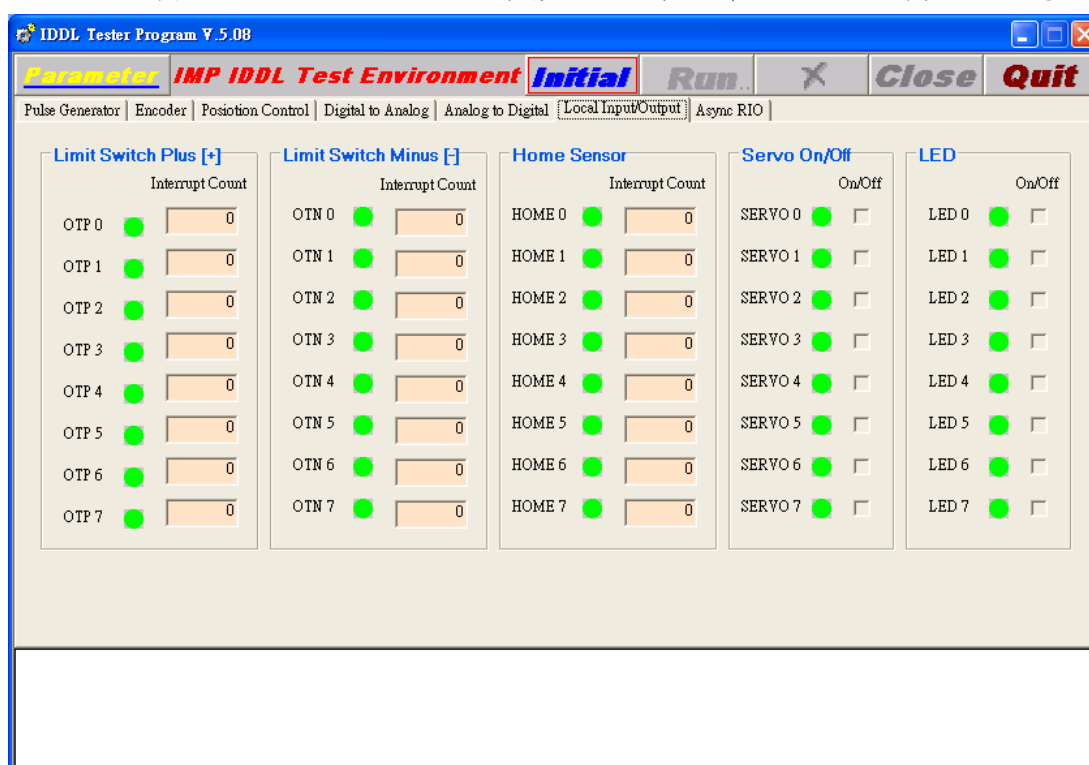 IDDL Tester Program V.5.08
Parameter IMP IDDL Test Environment Initial Run.. X Close Quit
Pulse Generator Encoder Posiotion Control Digital to Analog Analog to Digital Local Input/Output Async RIO
Limit Switch Plus [+] Limit Switch Minus [-] Home Sensor Servo On/Off LED
Interrupt Count Interrupt Count Interrupt Count On/Off On/Off
OTP 0 0 OTN 0 0 HOME 0 0 SERVO 0 LED 0
OTP 1 0 OTN 1 0 HOME 1 0 SERVO 1 LED 1
OTP 2 0 OTN 2 0 HOME 2 0 SERVO 2 LED 2
OTP 3 0 OTN 3 0 HOME 3 0 SERVO 3 LED 3
OTP 4 0 OTN 4 0 HOME 4 0 SERVO 4 LED 4
OTP 5 0 OTN 5 0 HOME 5 0 SERVO 5 LED 5
OTP 6 0 OTN 6 0 HOME 6 0 SERVO 6 LED 6
OTP 7 0 OTN 7 0 HOME 7 0 SERVO 7 LED 7